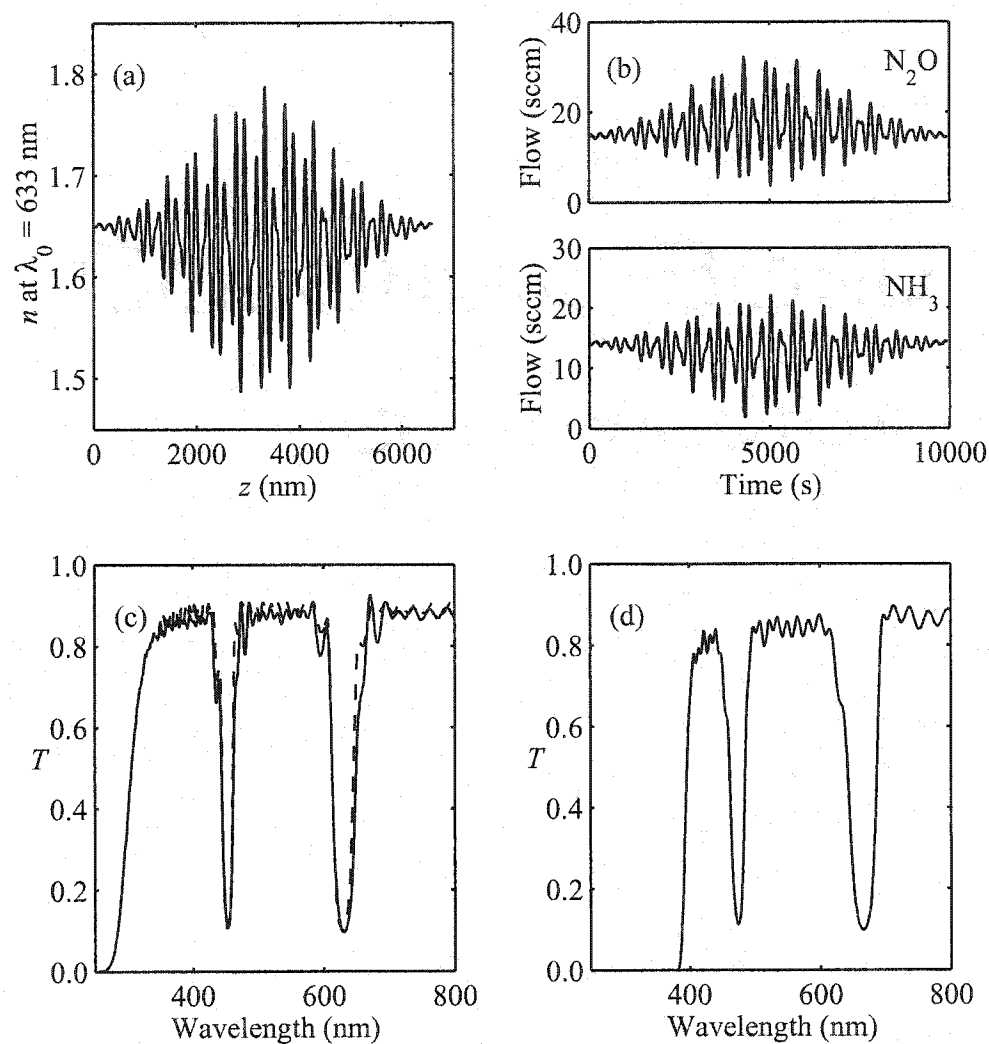 (a)
1.8
1.7
1.6
1.5
n at λ0 = 633 nm
0 2000 4000 6000
z (nm)
(b)
N2O
40
20
0
Flow (sccm)
NH3
30
20
10
0
Flow (sccm)
0 5000 10000
Time (s)
(c)
1.0
0.8
0.6
0.4
0.2
0.0
T
400 600 800
Wavelength (nm)
(d)
1.0
0.8
0.6
0.4
0.2
0.0
T
400 600 800
Wavelength (nm)